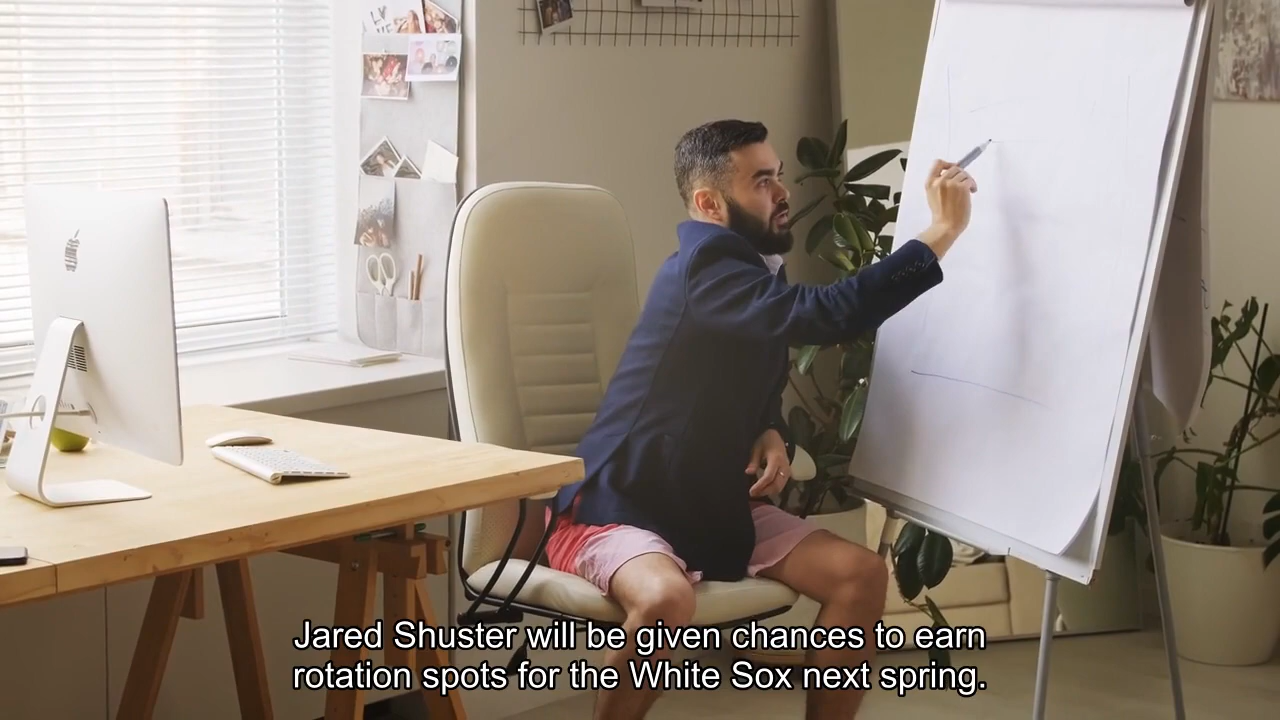 Jared Shuster will be given chances to earn
rotation spots for the White Sox next spring.